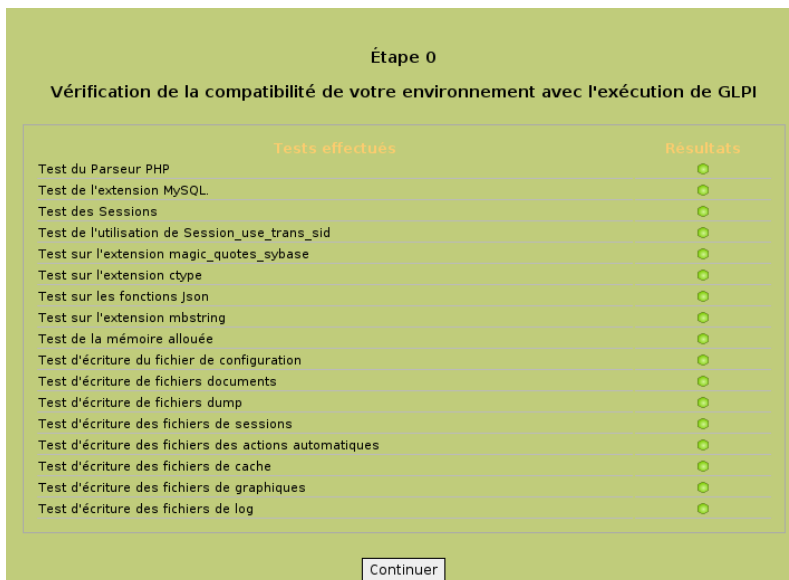 Étape 0
Vérification de la compatibilité de votre environnement avec l'exécution de GLPI
Tests effectués Résultats
Test du Parseur PHP
Test de l'extension MySQL.
Test des Sessions
Test de l'utilisation de Session_use_trans_sid
Test sur l'extension magic_quotes_sybase
Test sur l'extension ctype
Test sur les fonctions Json
Test sur l'extension mbstring
Test de la mémoire allouée
Test d'écriture du fichier de configuration
Test d'écriture de fichiers documents
Test d'écriture de fichiers dump
Test d'écriture des fichiers de sessions
Test d'écriture des fichiers des actions automatiques
Test d'écriture des fichiers de cache
Test d'écriture des fichiers de graphiques
Test d'écriture des fichiers de log
Continuer